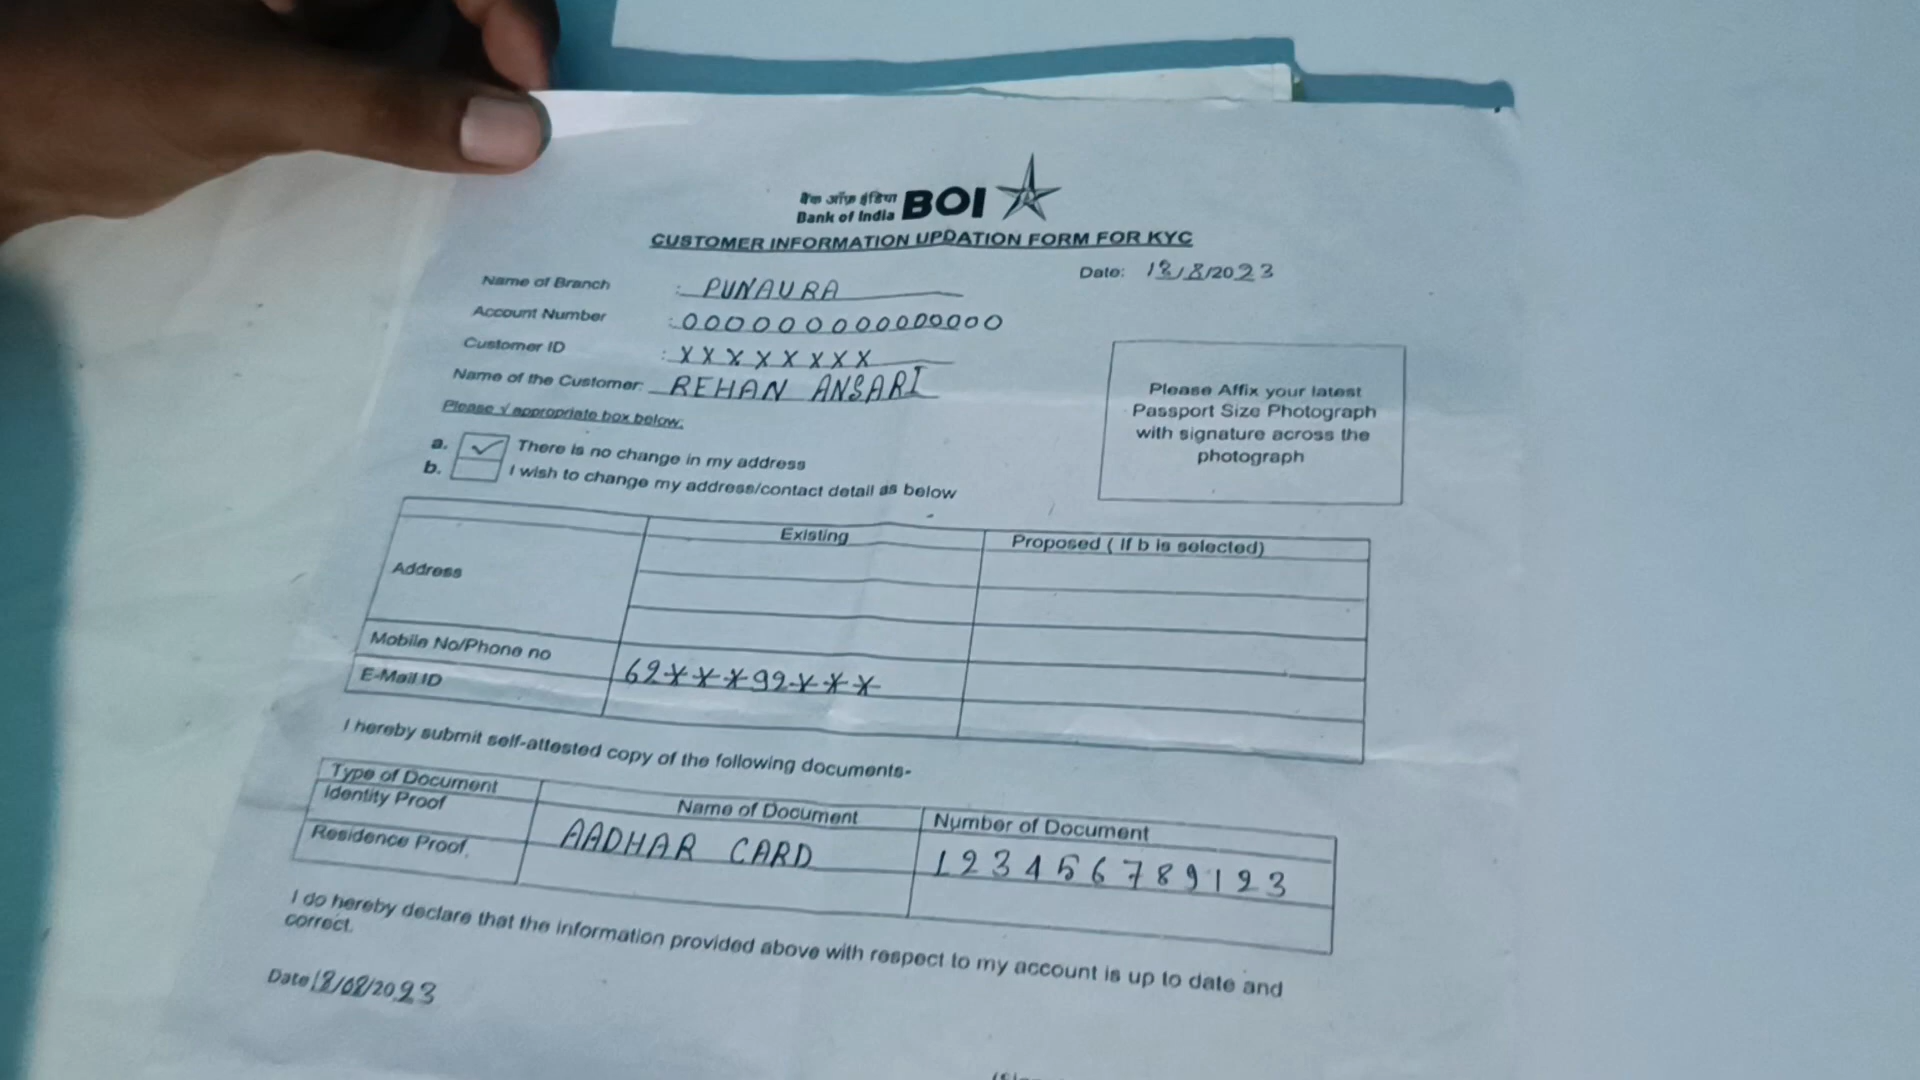 बैंक ऑफ़ इंडिया
Bank of India BOI
CUSTOMER INFORMATION UPDATION FORM FOR KYC
Date: 18/8/2023
Name of Branch : PUNAURA
Account Number : 000000000000000
Customer ID : XXXXXXXX
Name of the Customer: REHAN ANSARI
Please √ appropriate box below:
a. ✓ There is no change in my address
b. I wish to change my address/contact detail as below
Please Affix your latest
Passport Size Photograph
with signature across the
photograph
Existing Proposed ( If b is selected)
Address
Mobile No/Phone no 62***92***
E-Mail ID
I hereby submit self-attested copy of the following documents-
Type of Document Name of Document Number of Document
Identity Proof AADHAR CARD 123456789123
Residence Proof
I do hereby declare that the information provided above with respect to my account is up to date and
correct.
Date 18/08/2023